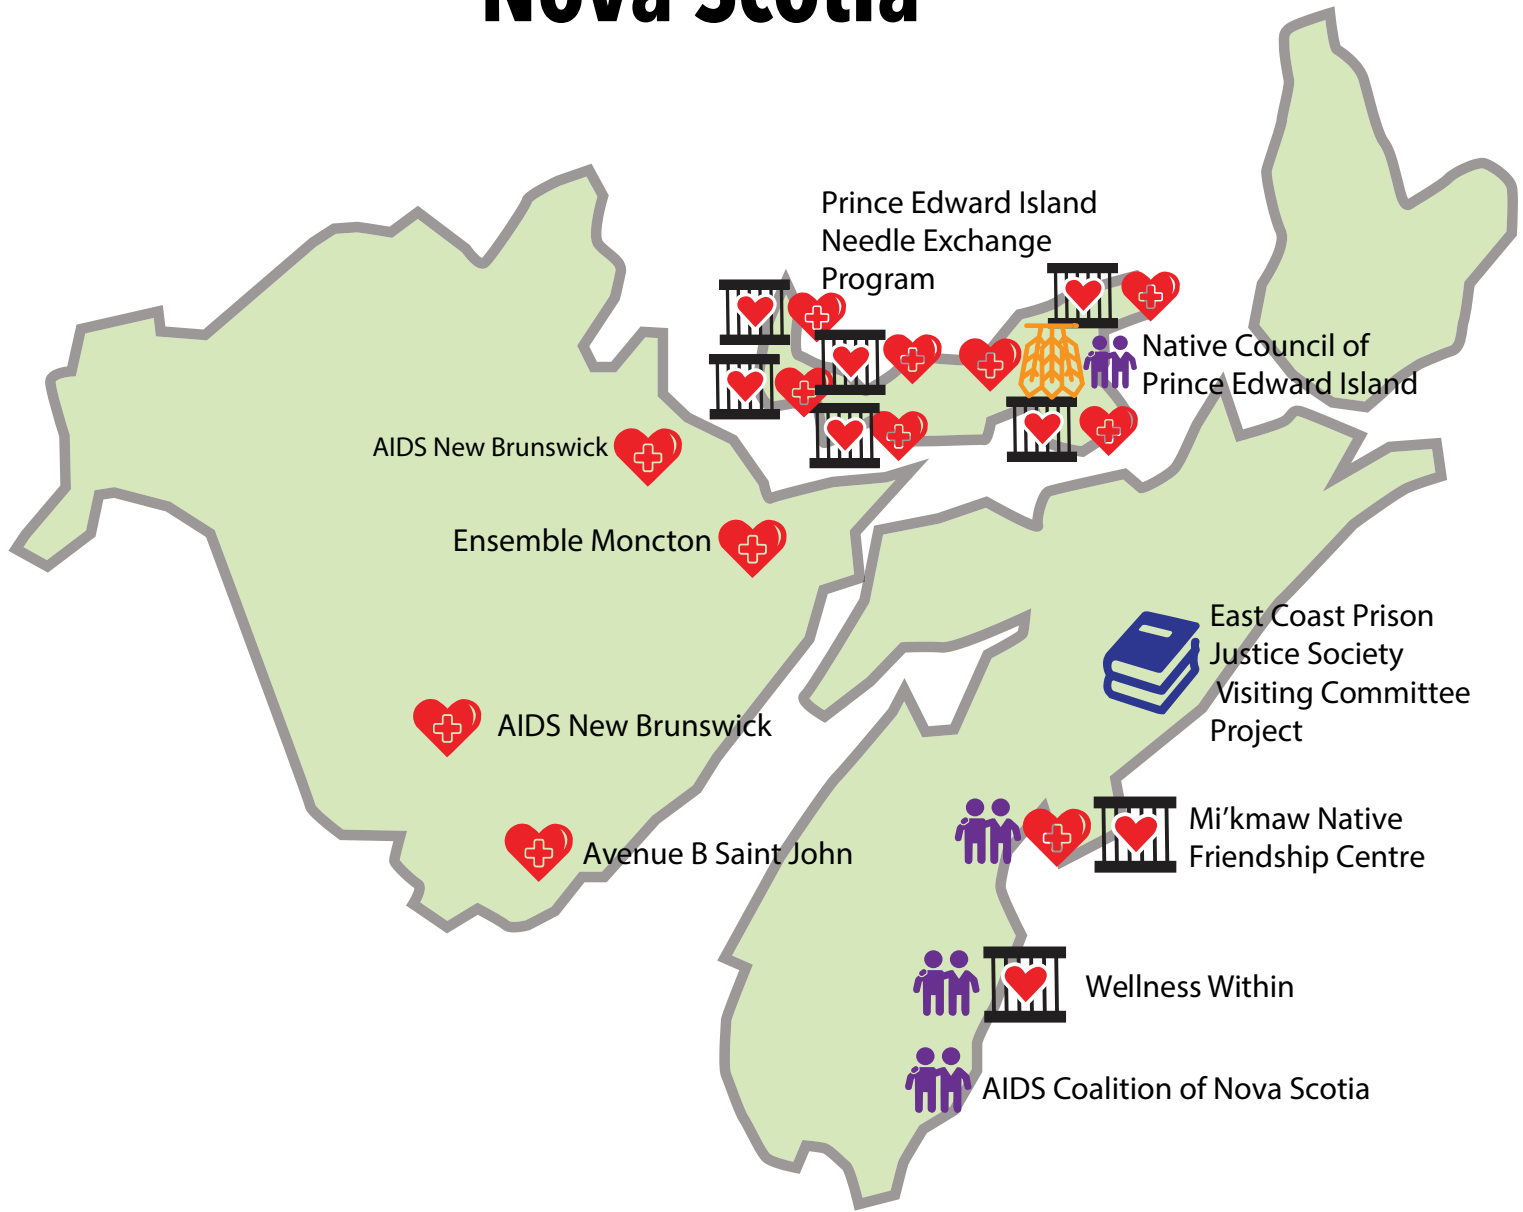 Nova Scotia
Prince Edward Island
Needle Exchange
Program
Native Council of
Prince Edward Island
AIDS New Brunswick
Ensemble Moncton
East Coast Prison
Justice Society
Visiting Committee
Project
AIDS New Brunswick
Mi’kmaw Native
Friendship Centre
Avenue B Saint John
Wellness Within
AIDS Coalition of Nova Scotia